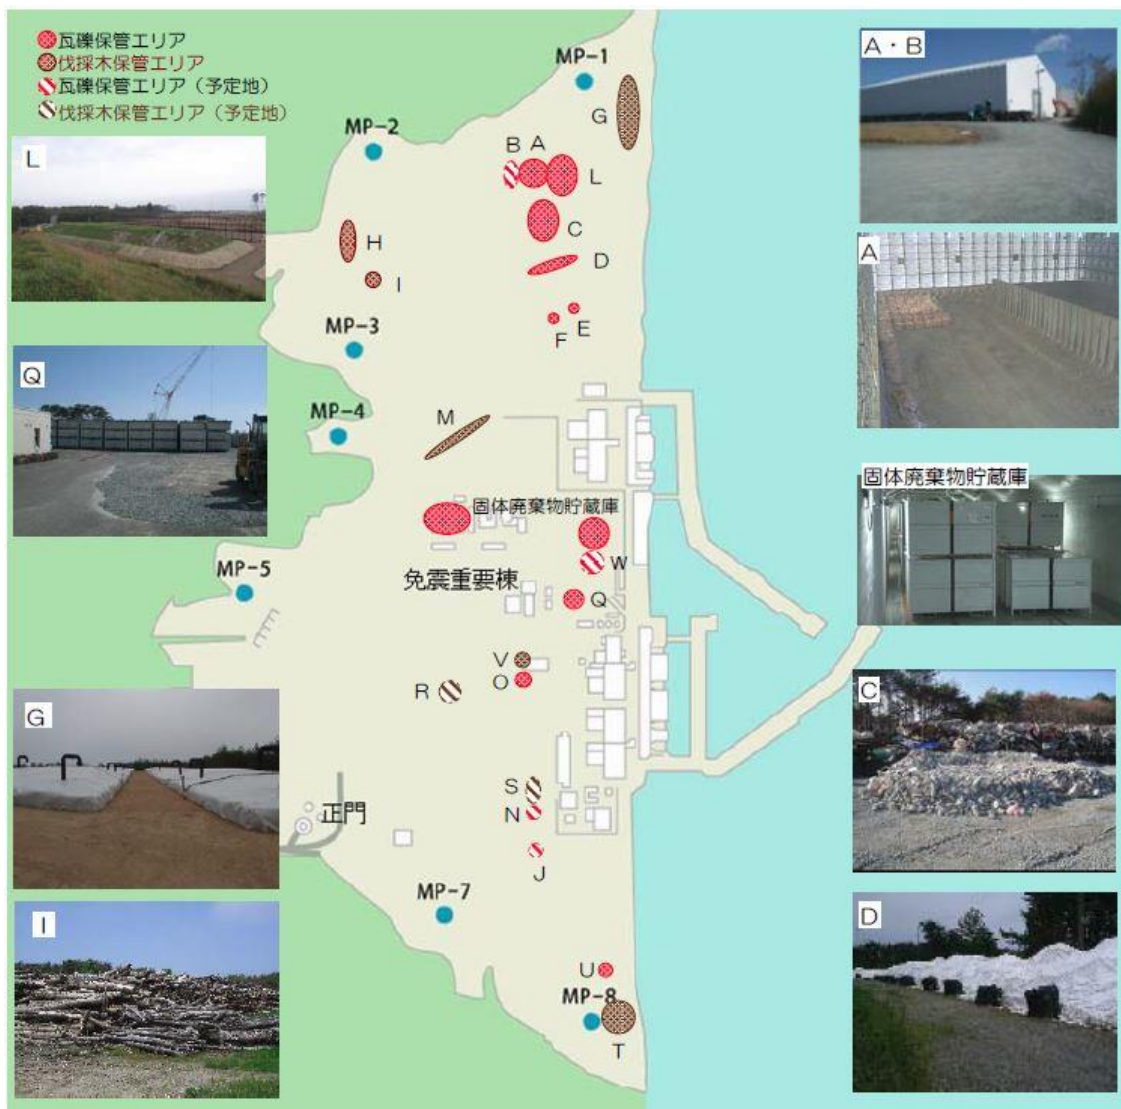 瓦礫保管エリア
伐採木保管エリア
瓦礫保管エリア（予定地）
伐採木保管エリア（予定地）
MP-1
G
A・B
MP-2
B
A
L
L
C
H
D
I
A
E
F
MP-3
Q
MP-4
M
固体廃棄物貯蔵庫
固体廃棄物貯蔵庫
W
MP-5
免震重要棟
Q
V
O
R
C
G
S
N
正門
J
MP-7
D
I
U
MP-8
T